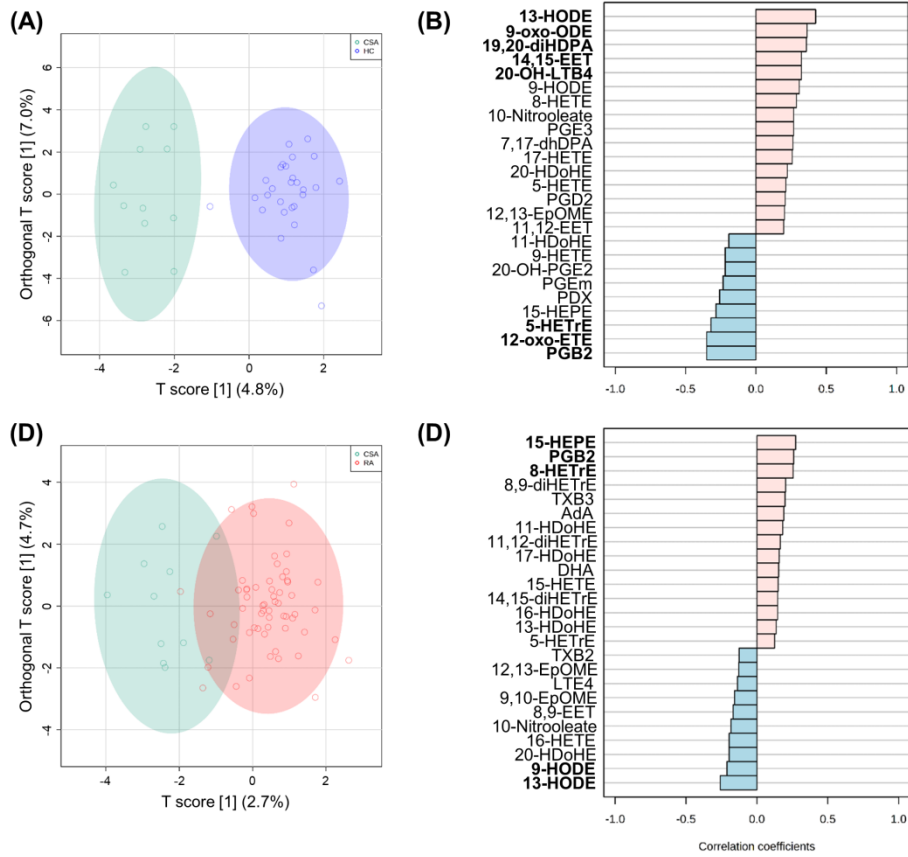 (A)
CSA
HC
6
4
2
0
-2
-4
-6
-4
-2
0
2
Orthogonal T score [1] (7.0%)
T score [1] (4.8%)
(B)
13-HODE
9-oxo-ODE
19,20-diHDPA
14,15-EET
20-OH-LTB4
9-HODE
8-HETE
10-Nitrooleate
PGE3
7,17-dhDPA
17-HETE
20-HDoHE
5-HETE
PGD2
12,13-EpOME
11,12-EET
11-HDoHE
9-HETE
20-OH-PGE2
PGEm
PDX
15-HEPE
5-HETrE
12-oxo-ETE
PGB2
-1.0
-0.5
0.0
0.5
1.0
(D)
CSA
RA
4
2
0
-2
-4
-4
-2
0
2
Orthogonal T score [1] (4.7%)
T score [1] (2.7%)
(D)
15-HEPE
PGB2
8-HETrE
8,9-diHETrE
TXB3
AdA
11-HDoHE
11,12-diHETrE
17-HDoHE
DHA
15-HETE
14,15-diHETrE
16-HDoHE
13-HDoHE
5-HETrE
TXB2
12,13-EpOME
LTE4
9,10-EpOME
8,9-EET
10-Nitrooleate
16-HETE
20-HDoHE
9-HODE
13-HODE
-1.0
-0.5
0.0
0.5
1.0
Correlation coefficients